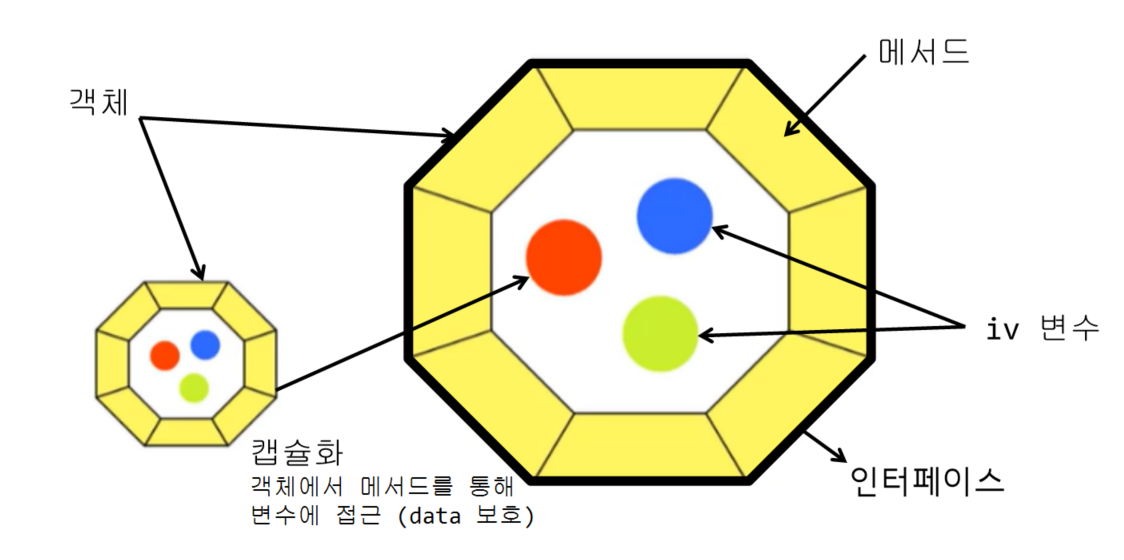 메서드
객체
iv 변수
캡슐화
객체에서 메서드를 통해
변수에 접근 (data 보호)
인터페이스